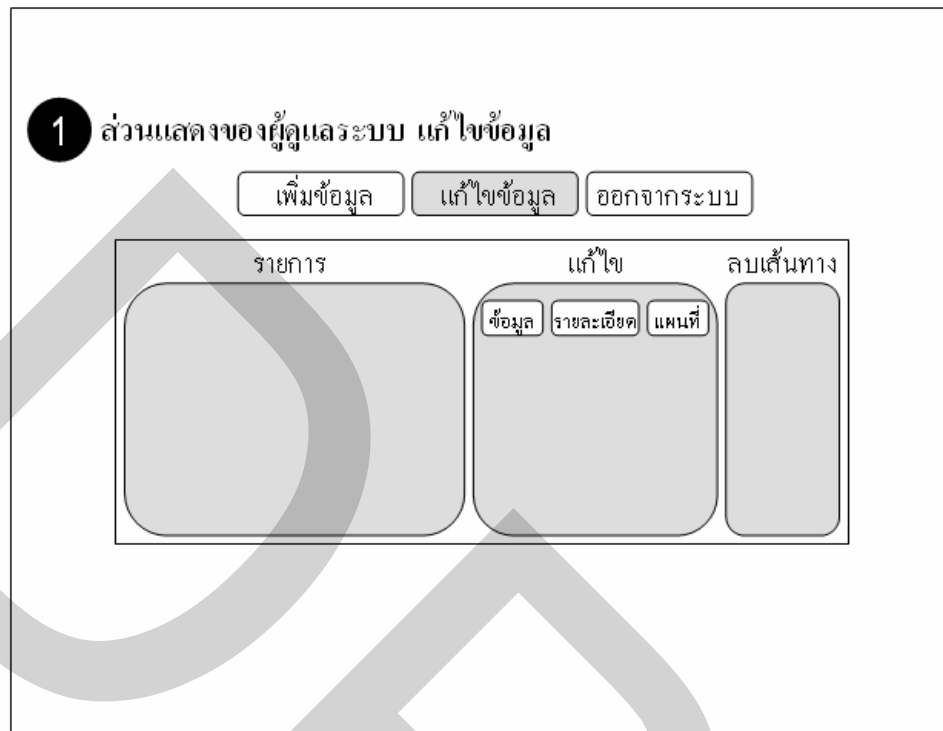 1 ส่วนแสดงของผู้ดูแลระบบ แก้ไขข้อมูล
เพิ่มข้อมูล แก้ไขข้อมูล ออกจากระบบ
รายการ แก้ไข ลบเส้นทาง
ข้อมูล รายละเอียด แผนที่